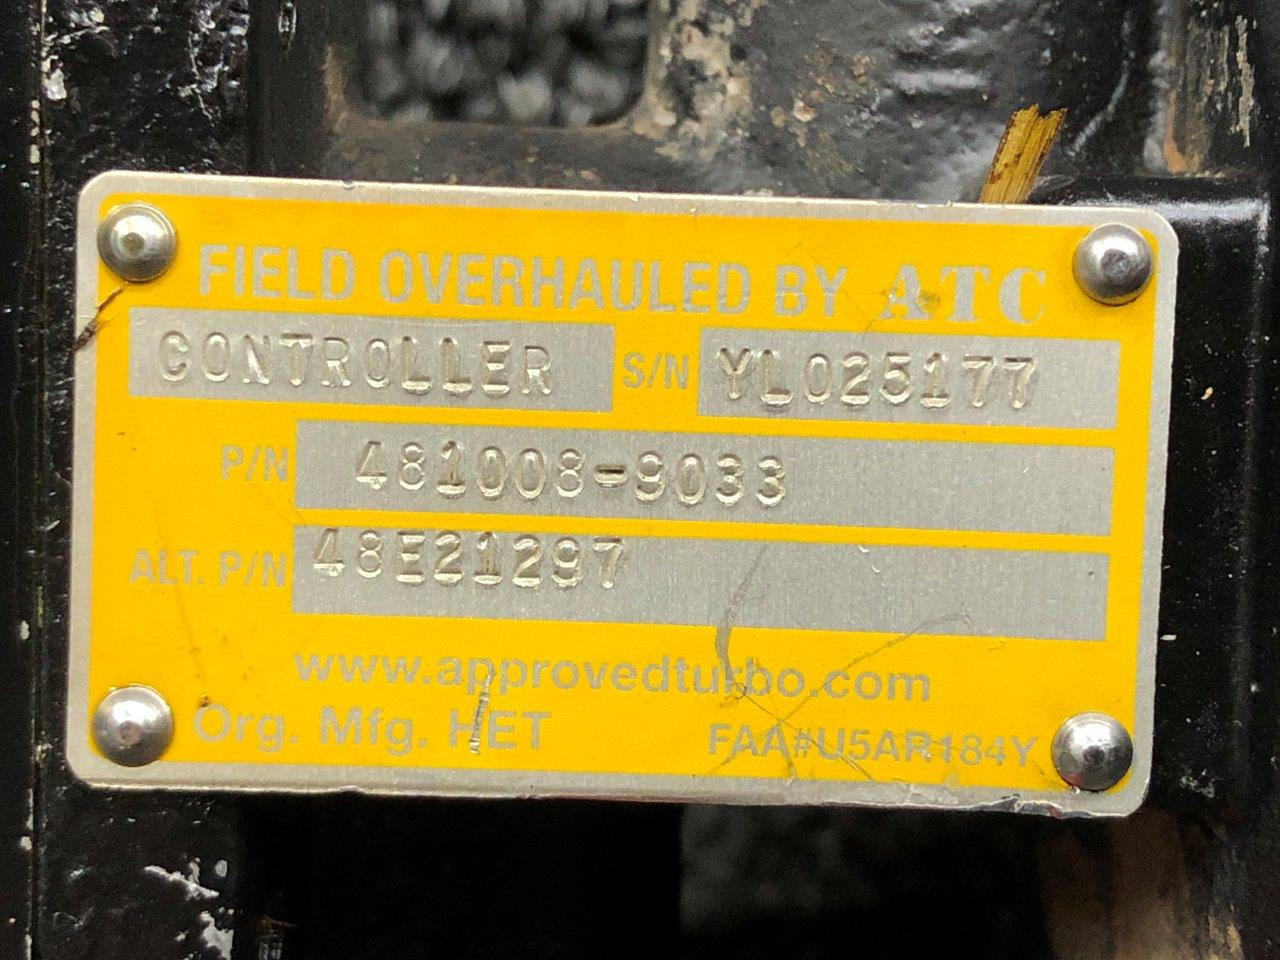 FIELD OVERHAULED BY ATC
CONTROLLER S/N YL025177
P/N 481008-9033
ALT. P/N 48E21297
www.approvedturbo.com
Org. Mfg. HET FAA#U5AR184Y